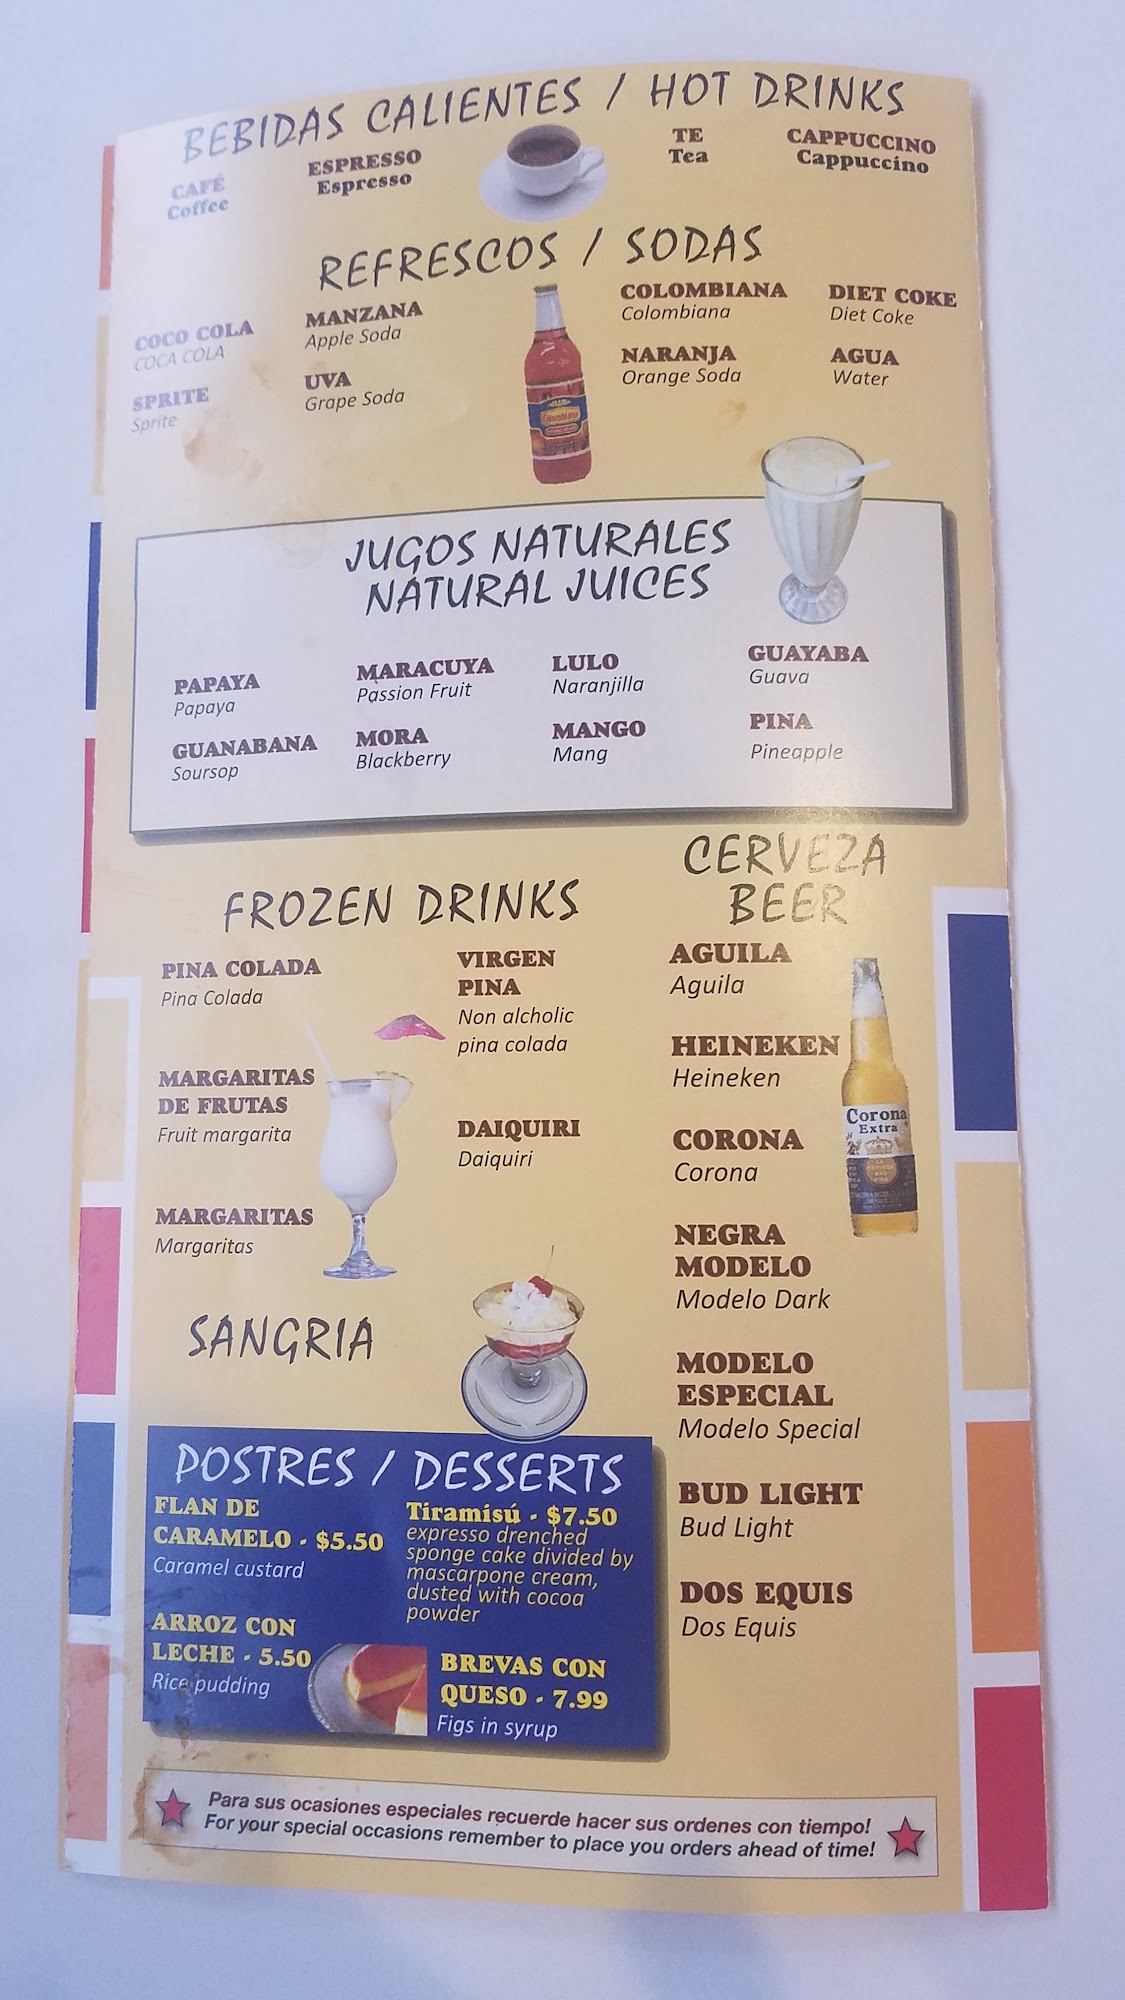 BEBIDAS CALIENTES / HOT DRINKS
CAFÉ
Coffee
ESPRESSO
Espresso
TE
Tea
CAPPUCCINO
Cappuccino
REFRESCOS / SODAS
COCO COLA
COCA COLA
MANZANA
Apple Soda
COLOMBIANA
Colombiana
DIET COKE
Diet Coke
SPRITE
Sprite
UVA
Grape Soda
NARANJA
Orange Soda
AGUA
Water
JUGOS NATURALES
NATURAL JUICES
PAPAYA
Papaya
MARACUYA
Passion Fruit
LULO
Naranjilla
GUAYABA
Guava
GUANABANA
Soursop
MORA
Blackberry
MANGO
Mang
PINA
Pineapple
FROZEN DRINKS
PINA COLADA
Pina Colada
VIRGEN
PINA
Non alcholic
pina colada
MARGARITAS
DE FRUTAS
Fruit margarita
DAIQUIRI
Daiquiri
MARGARITAS
Margaritas
SANGRIA
CERVEZA
BEER
AGUILA
Aguila
HEINEKEN
Heineken
CORONA
Corona
Corona
Extra
NEGRA
MODELO
Modelo Dark
MODELO
ESPECIAL
Modelo Special
BUD LIGHT
Bud Light
DOS EQUIS
Dos Equis
POSTRES / DESSERTS
FLAN DE
CARAMELO - $5.50
Caramel custard
Tiramisú - $7.50
expresso drenched
sponge cake divided by
mascarpone cream,
dusted with cocoa
powder
ARROZ CON
LECHE - 5.50
Rice pudding
BREVAS CON
QUESO - 7.99
Figs in syrup
Para sus ocasiones especiales recuerde hacer sus ordenes con tiempo!
For your special occasions remember to place you orders ahead of time!